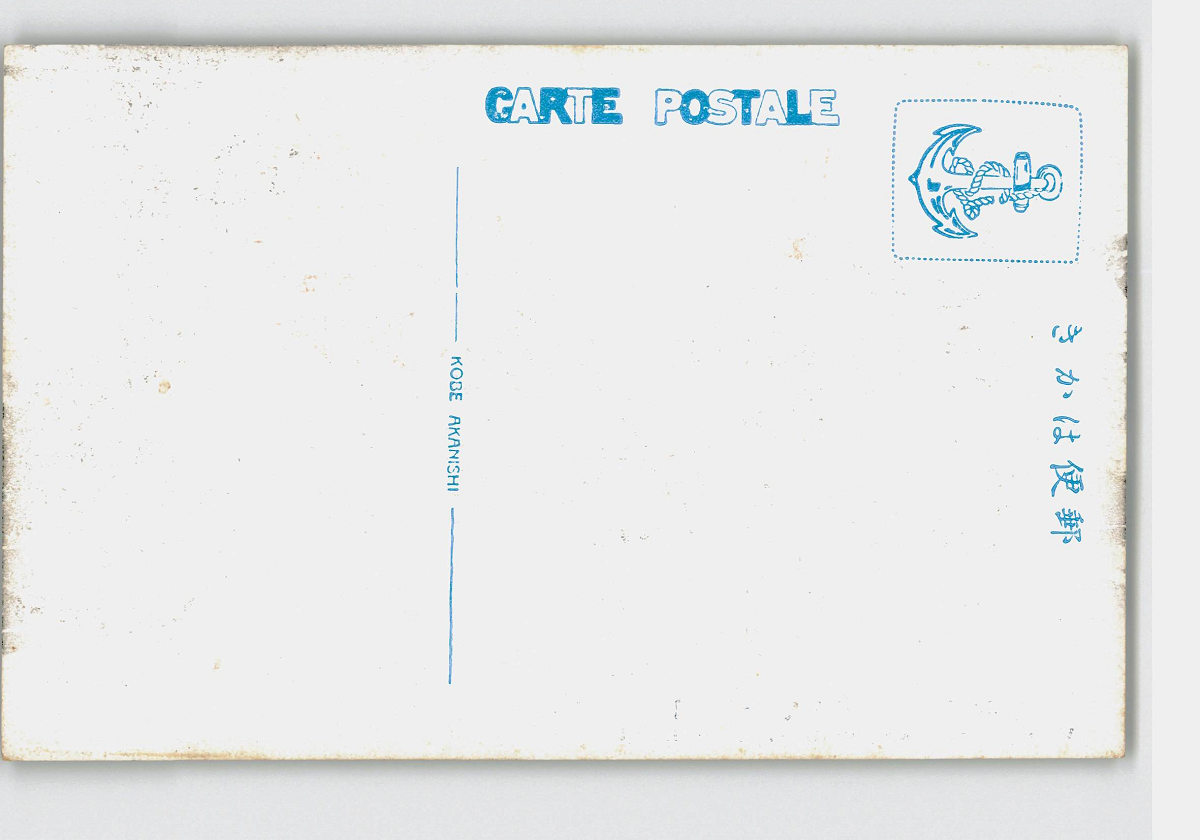 CARTE POSTALE
郵便はかき
KOBE AKANISHI